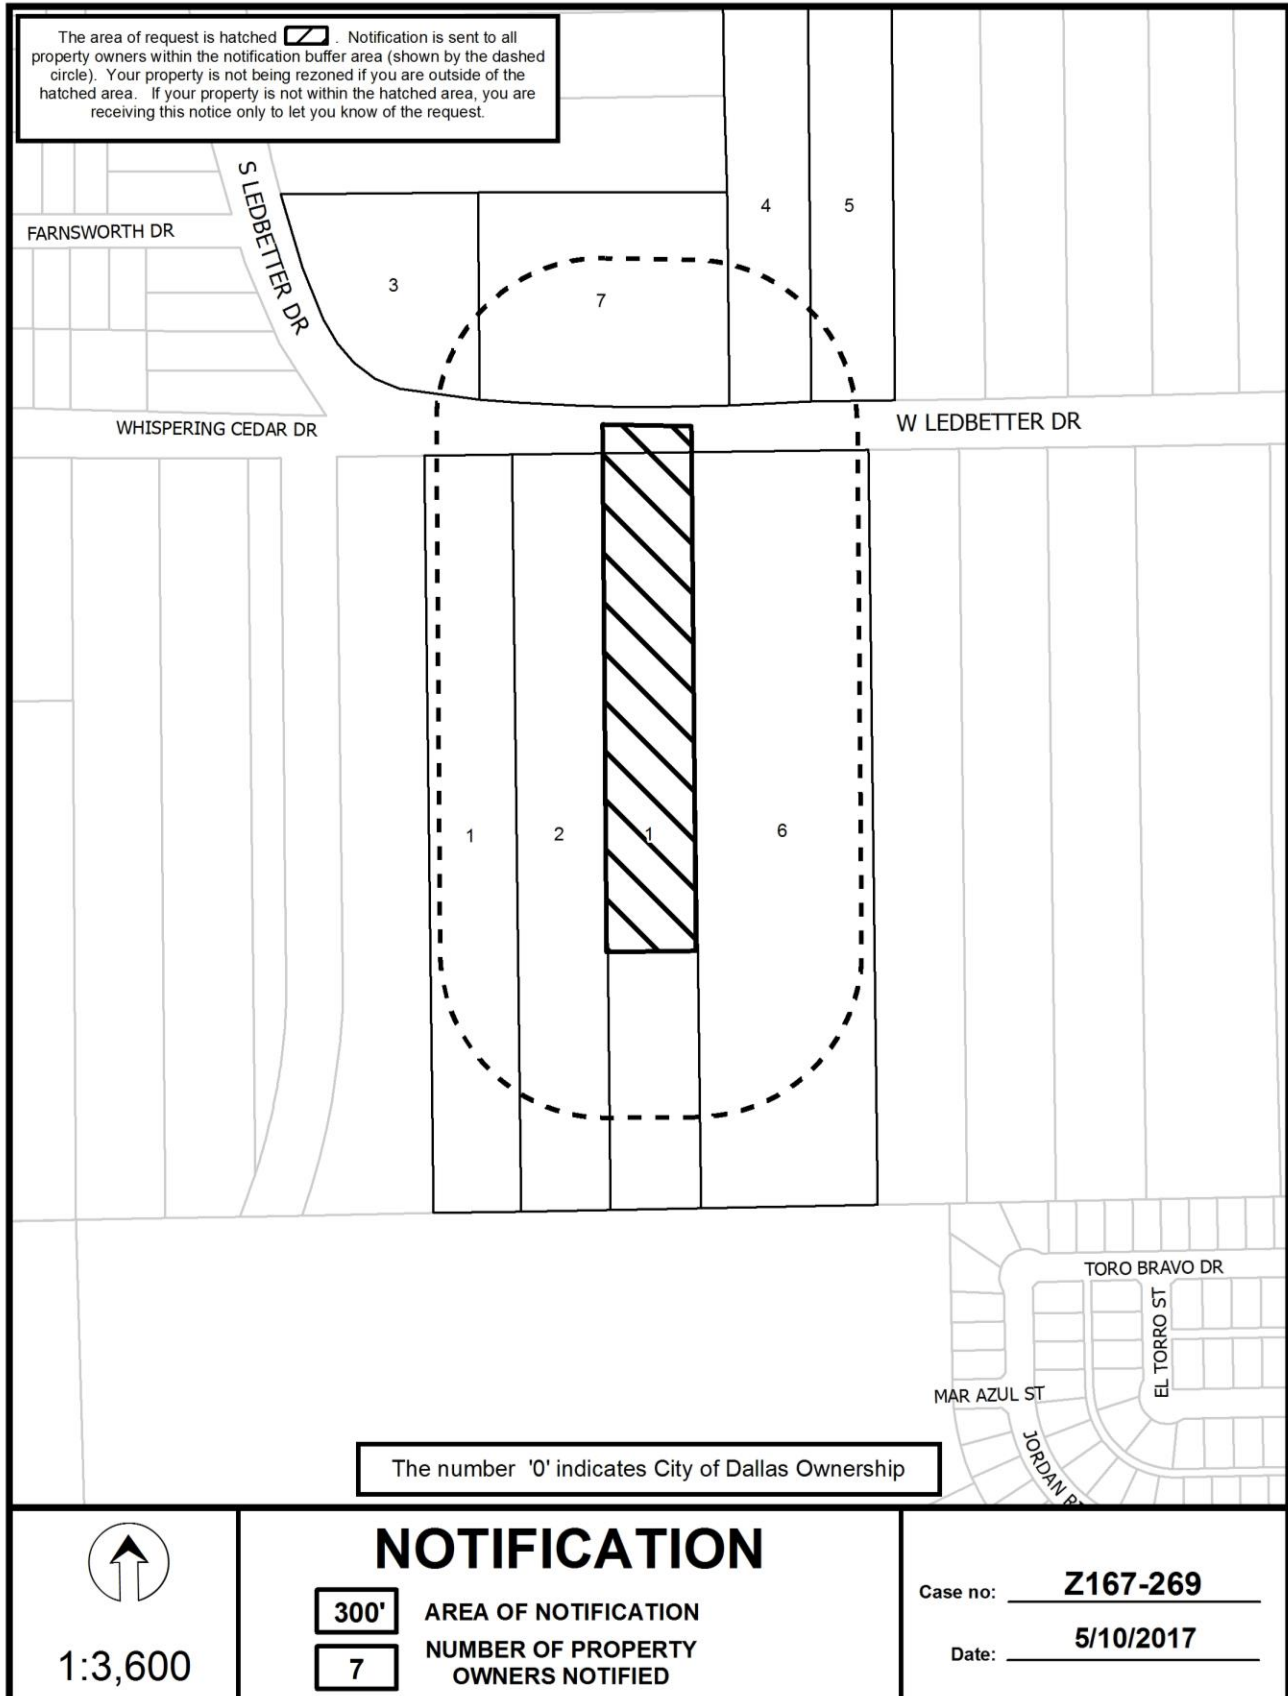 The area of request is hatched . Notification is sent to all
property owners within the notification buffer area (shown by the dashed
circle). Your property is not being rezoned if you are outside of the
hatched area. If your property is not within the hatched area, you are
receiving this notice only to let you know of the request.
S LEDBETTER DR
FARNSWORTH DR
4
5
3
7
WHISPERING CEDAR DR
W LEDBETTER DR
1
2
1
6
TORO BRAVO DR
EL TORRO ST
MAR AZUL ST
JORDAN
The number '0' indicates City of Dallas Ownership
1:3,600
NOTIFICATION
300' AREA OF NOTIFICATION
7 NUMBER OF PROPERTY
OWNERS NOTIFIED
Case no: Z167-269
Date: 5/10/2017